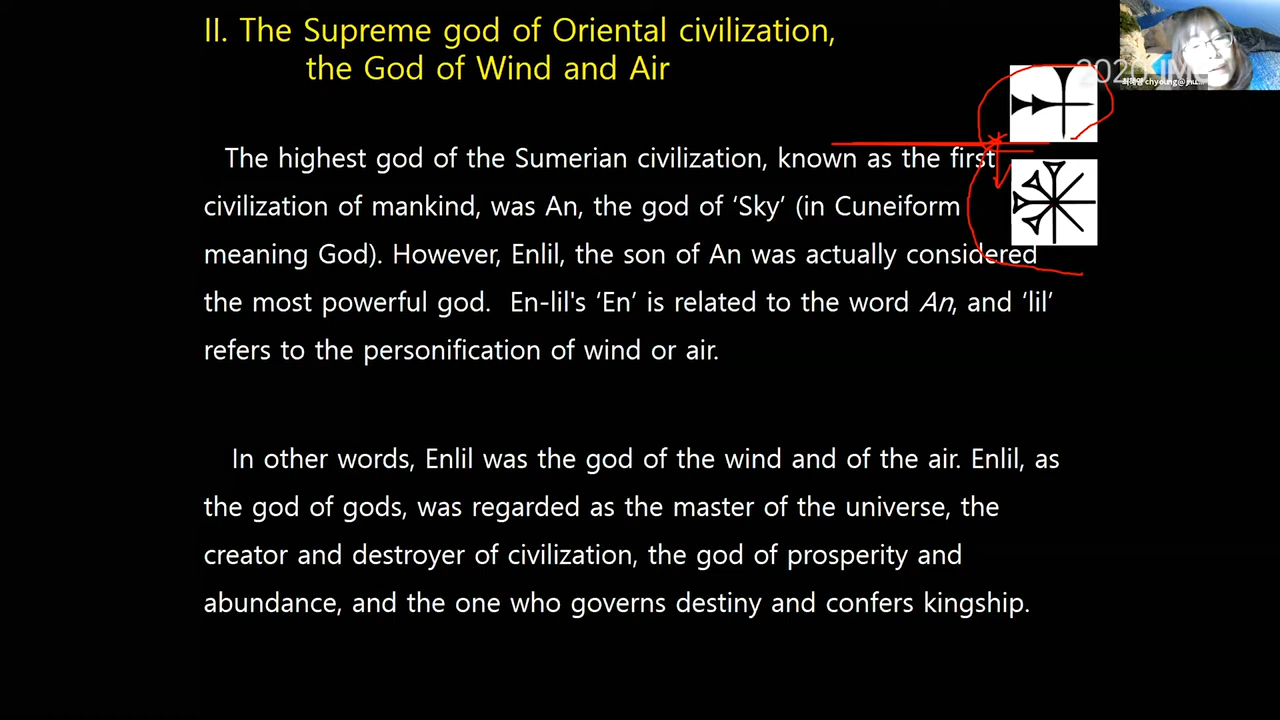 II. The Supreme god of Oriental civilization,
the God of Wind and Air
The highest god of the Sumerian civilization, known as the first
civilization of mankind, was An, the god of ‘Sky’ (in Cuneiform
meaning God). However, Enlil, the son of An was actually considered
the most powerful god. En-lil's ‘En’ is related to the word An, and ‘lil’
refers to the personification of wind or air.
In other words, Enlil was the god of the wind and of the air. Enlil, as
the god of gods, was regarded as the master of the universe, the
creator and destroyer of civilization, the god of prosperity and
abundance, and the one who governs destiny and confers kingship.